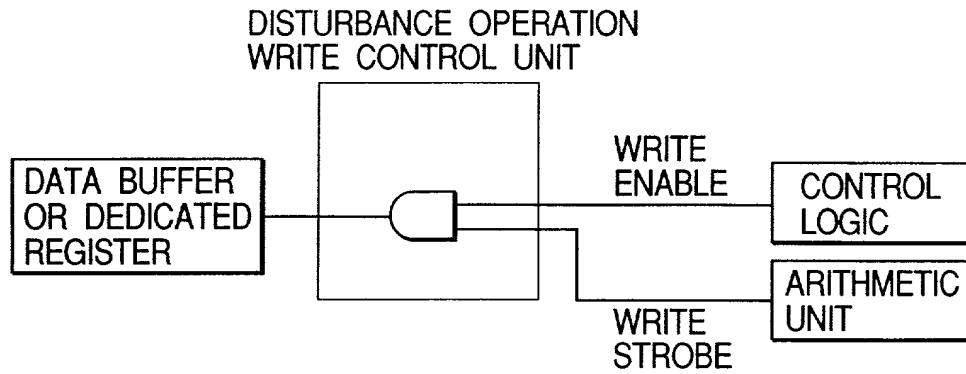 DISTURBANCE OPERATION
WRITE CONTROL UNIT
DATA BUFFER
OR DEDICATED
REGISTER
WRITE
ENABLE
CONTROL
LOGIC
ARITHMETIC
UNIT
WRITE
STROBE